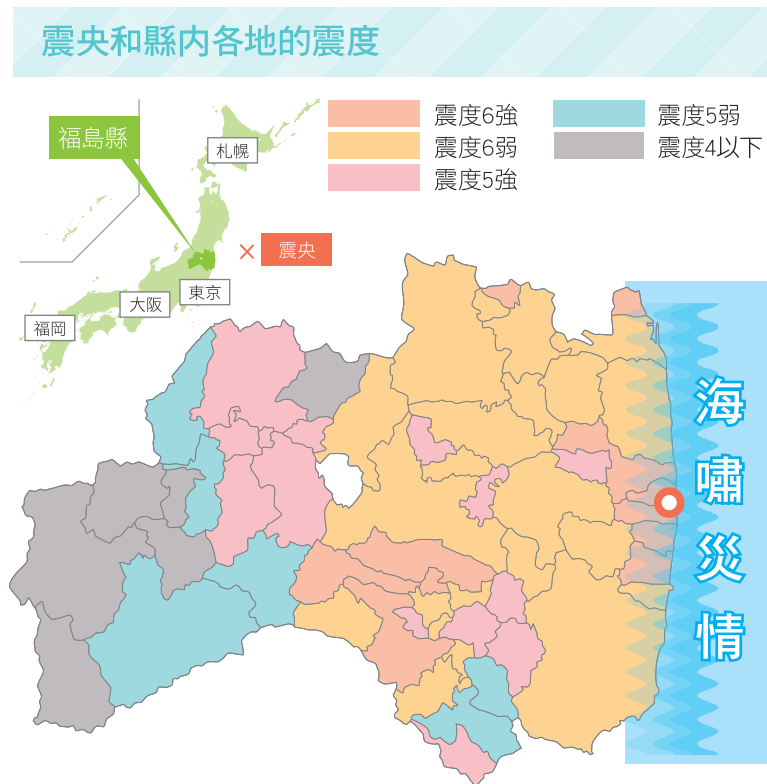 震央和縣内各地的震度
福島縣
札幌
震央
東京
大阪
福岡
震度6強
震度6弱
震度5強
震度5弱
震度4以下
海嘯災情